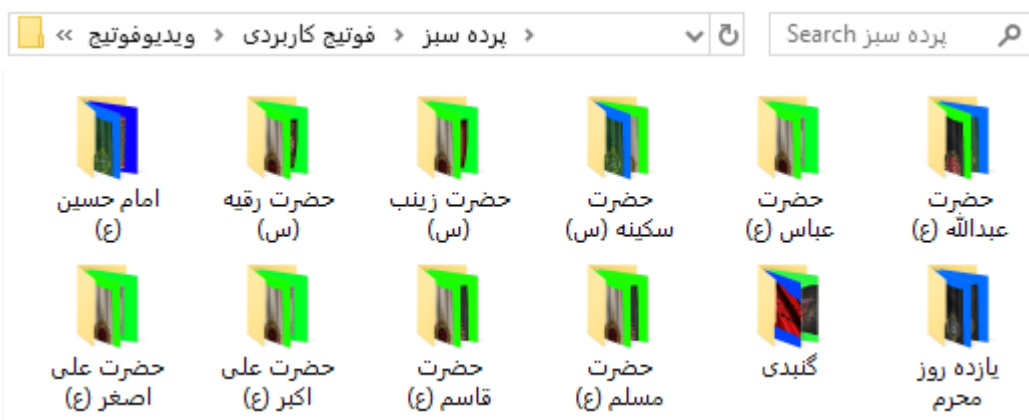 « ویدیوفوتیج › فوتیج کاربردی › پرده سبز ›
Search پرده سبز
امام حسین
(ع)
حضرت رقیه
(س)
حضرت زینب
(س)
حضرت
سکینه (س)
حضرت
عباس (ع)
حضرت
عبدالله (ع)
حضرت علی
اصغر (ع)
حضرت علی
اکبر (ع)
حضرت
قاسم (ع)
حضرت
مسلم (ع)
گنبدی
یازده روز
محرم